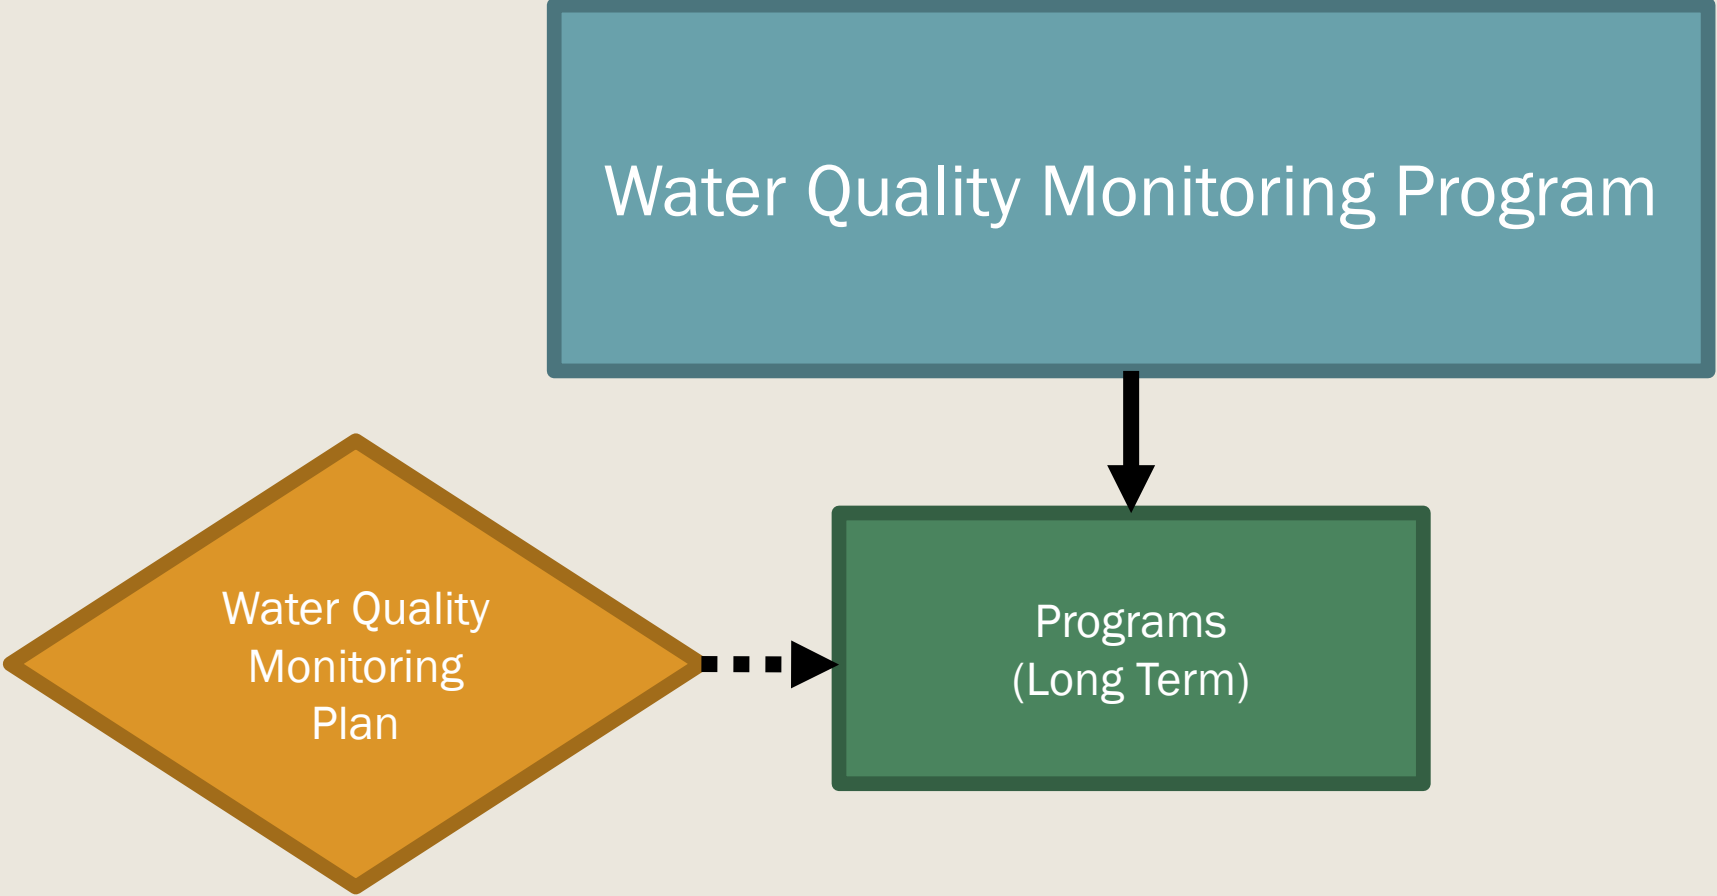 Water Quality Monitoring Program
Water Quality
Monitoring
Plan
Programs
(Long Term)